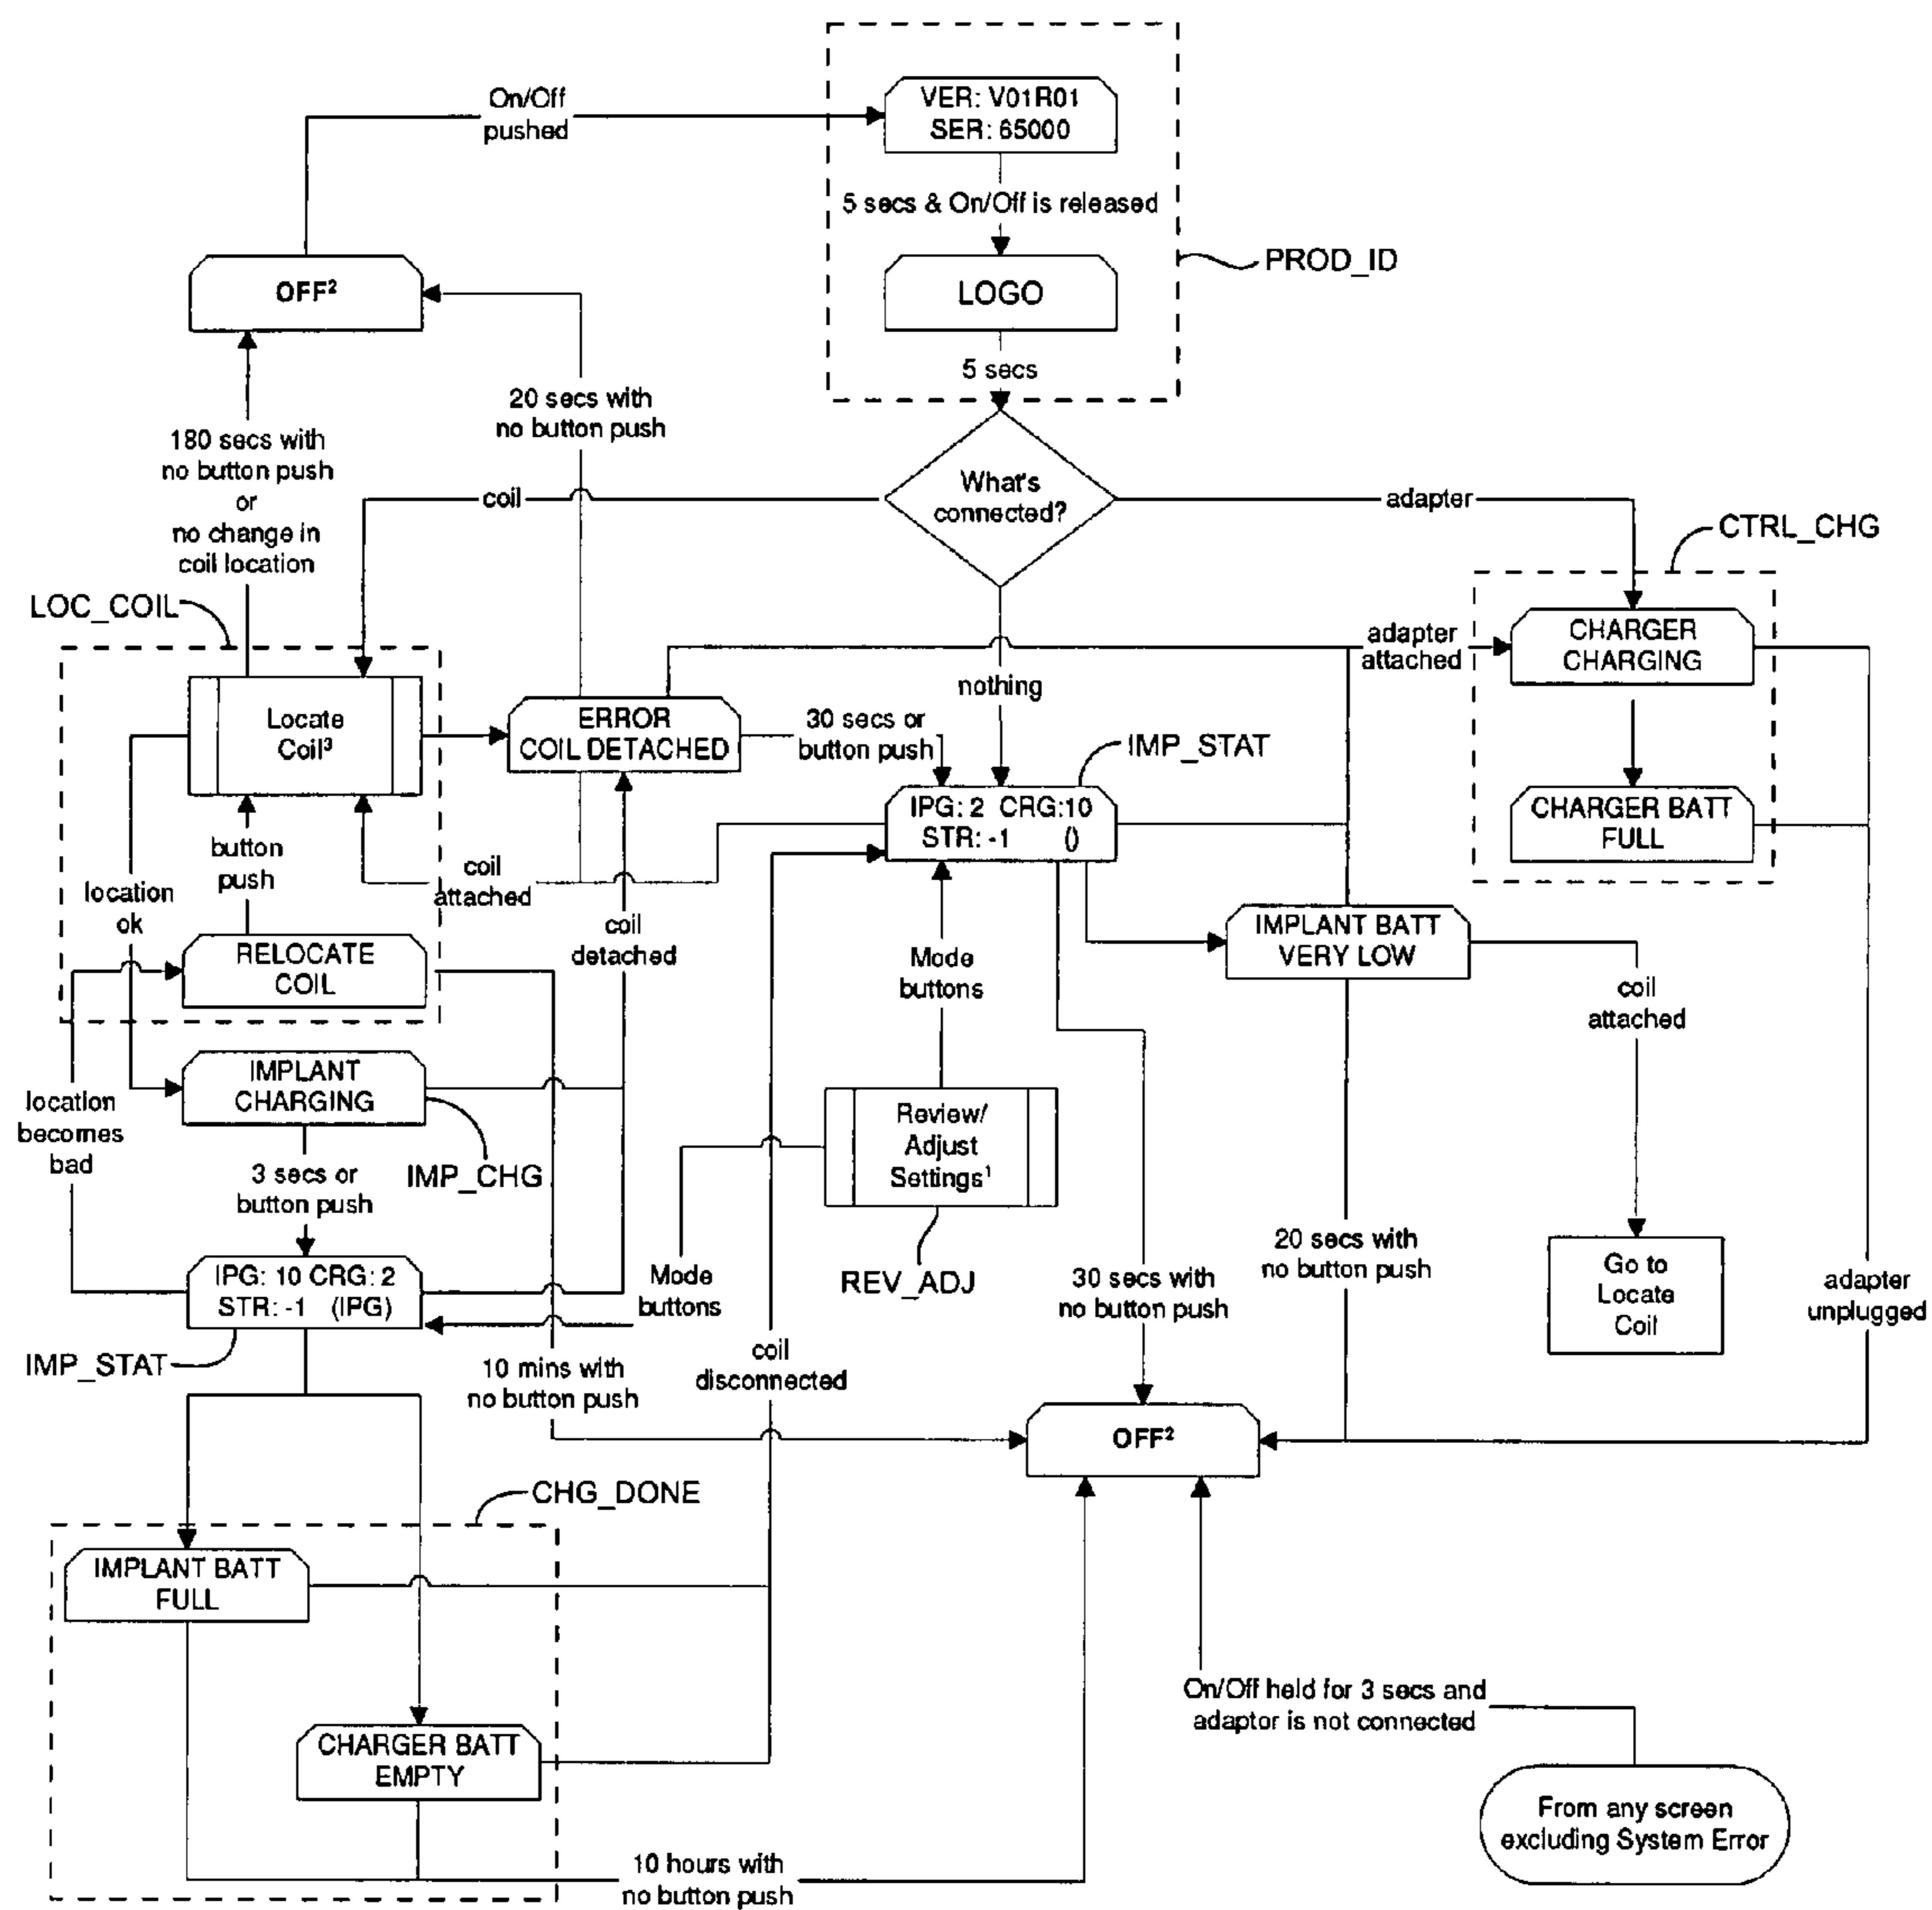 On/Off
pushed
VER: V01R01
SER: 65000
5 secs & On/Off is released
PROD_ID
OFF²
LOGO
5 secs
20 secs with
no button push
180 secs with
no button push
or
no change in
coil location
What's
connected?
coil
adapter
CTRL_CHG
LOC_COIL
CHARGER
CHARGING
adapter
attached
nothing
Locate
Coil³
ERROR
COIL DETACHED
30 secs or
button push
IMP_STAT
IPG: 2 CRG:10
STR: -1 ()
CHARGER BATT
FULL
button
push
coil
attached
location
ok
coil
detached
IMPLANT BATT
VERY LOW
RELOCATE
COIL
Mode
buttons
coil
attached
IMPLANT
CHARGING
location
becomes
bad
Review/
Adjust
Settings¹
IMP_CHG
3 secs or
button push
REV_ADJ
IPG: 10 CRG: 2
STR: -1 (IPG)
Mode
buttons
30 secs with
no button push
20 secs with
no button push
Go to
Locate
Coil
adapter
unplugged
IMP_STAT
10 mins with
no button push
coil
disconnected
OFF²
CHG_DONE
IMPLANT BATT
FULL
CHARGER BATT
EMPTY
On/Off held for 3 secs and
adaptor is not connected
From any screen
excluding System Error
10 hours with
no button push